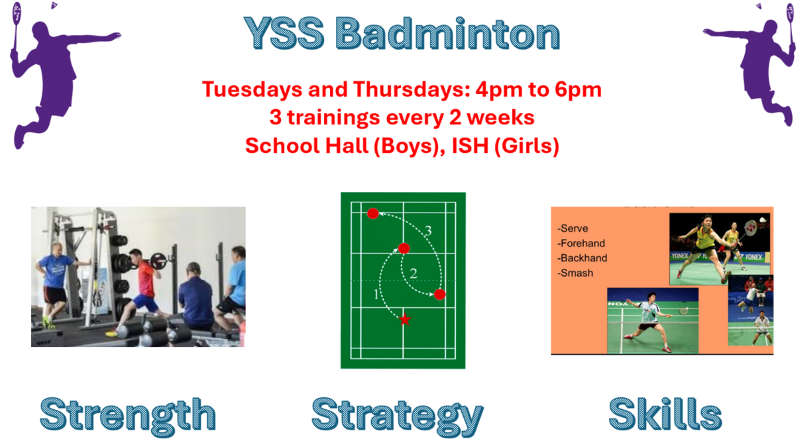 YSS Badminton
Tuesdays and Thursdays: 4pm to 6pm
3 trainings every 2 weeks
School Hall (Boys), ISH (Girls)
1
2
3
-Serve
-Forehand
-Backhand
-Smash
YONEX
Strength
Strategy
Skills